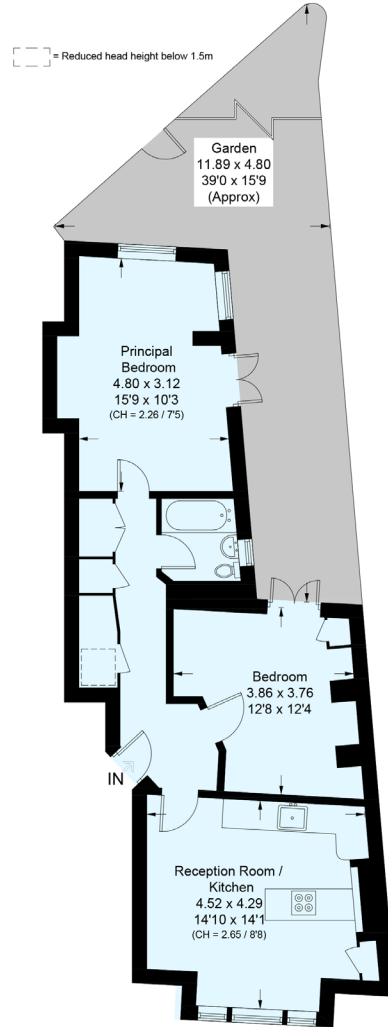 = Reduced head height below 1.5m
Garden
11.89 x 4.80
39'0 x 15'9
(Approx)
Principal
Bedroom
4.80 x 3.12
15'9 x 10'3
(CH = 2.26 / 7'5)
Bedroom
3.86 x 3.76
12'8 x 12'4
IN
Reception Room /
Kitchen
4.52 x 4.29
14'10 x 14'1
(CH = 2.65 / 8'8)